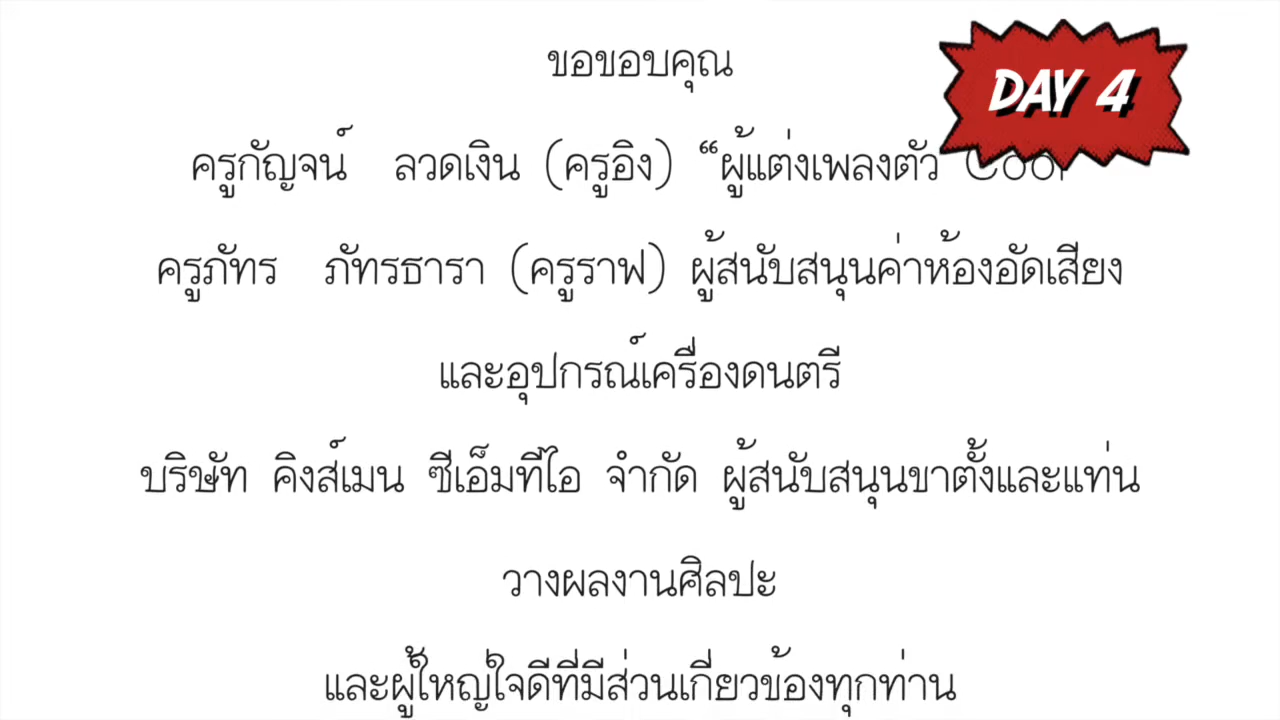 ขอขอบคุณ
DAY 4
ครูกัญจน์ ลวดเงิน (ครูอิง) “ผู้แต่งเพลงตัว
ครูภัทร ภัทรธารา (ครูราฟ) ผู้สนับสนุนค่าห้องอัดเสียง
และอุปกรณ์เครื่องดนตรี
บริษัท คิงส์เมน ซีเอ็มทีไอ จำกัด ผู้สนับสนุนขาตั้งและแท่น
วางผลงานศิลปะ
และผู้ใหญ่ใจดีที่มีส่วนเกี่ยวข้องทุกท่าน